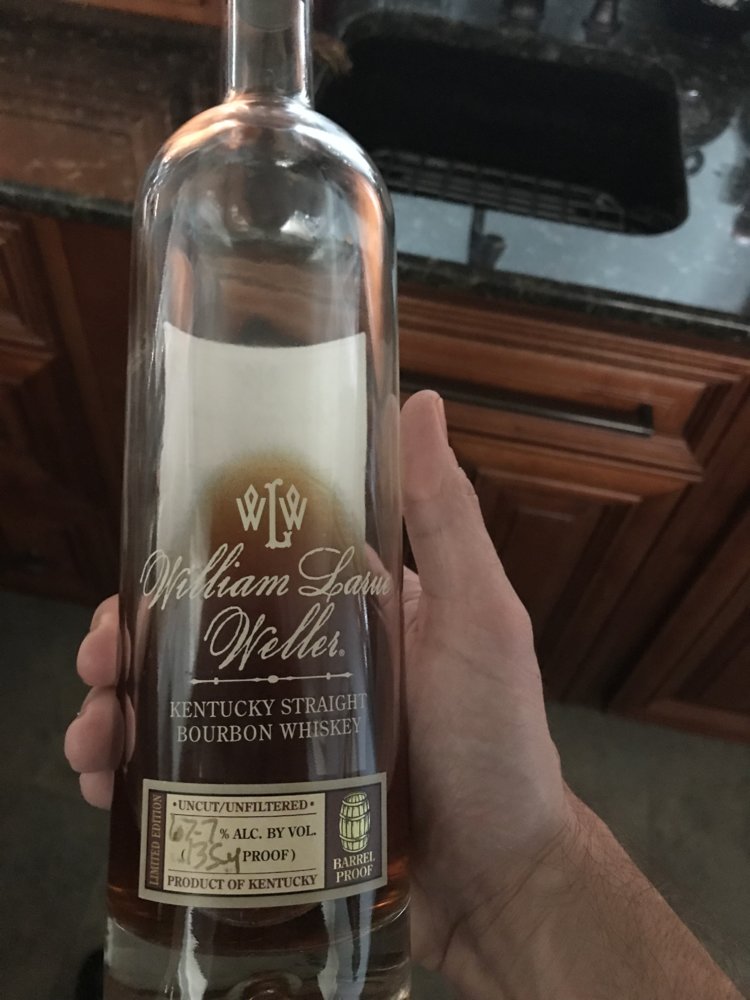 WLW
William Larue
Weller®
KENTUCKY STRAIGHT
BOURBON WHISKEY
LIMITED EDITION
•UNCUT/UNFILTERED•
67.7% ALC. BY VOL.
(135.4 PROOF)
PRODUCT OF KENTUCKY
BARREL
PROOF